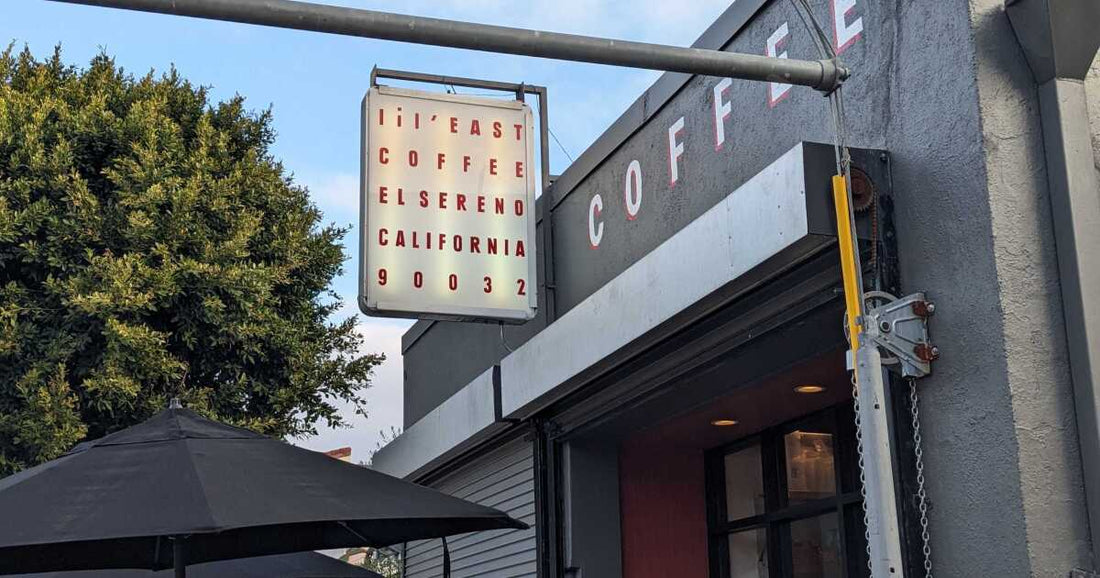 lil'EAST
COFFEE
EL SERENO
CALIFORNIA
90032
COFFEE